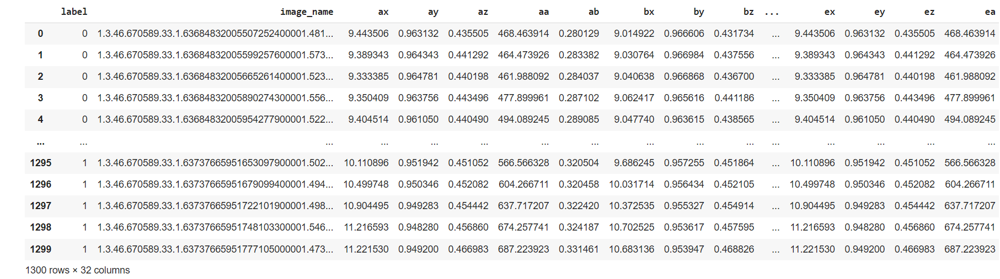 label image_name ax ay az aa ab bx by bz ... ex ey ez ea
0 0 1.3.46.670589.33.1.63684832005507252400001.481... 9.443506 0.963132 0.435505 468.463914 0.280129 9.014922 0.966606 0.431734 ... 9.443506 0.963132 0.435505 468.463914
1 0 1.3.46.670589.33.1.63684832005599257600001.573... 9.389343 0.964343 0.441292 464.473926 0.283382 9.030764 0.966984 0.437556 ... 9.389343 0.964343 0.441292 464.473926
2 0 1.3.46.670589.33.1.63684832005665261400001.523... 9.333385 0.964781 0.440198 461.988092 0.284037 9.040638 0.966868 0.436700 ... 9.333385 0.964781 0.440198 461.988092
3 0 1.3.46.670589.33.1.63684832005890274300001.556... 9.350409 0.963756 0.443496 477.899961 0.287102 9.062417 0.965616 0.441186 ... 9.350409 0.963756 0.443496 477.899961
4 0 1.3.46.670589.33.1.63684832005954277900001.522... 9.404514 0.961050 0.440490 494.089245 0.289085 9.047740 0.963615 0.438565 ... 9.404514 0.961050 0.440490 494.089245
... ... ... ... ... ... ... ... ... ... ... ... ... ... ... ...
1295 1 1.3.46.670589.33.1.63737665951653097900001.502... 10.110896 0.951942 0.451052 566.566328 0.320504 9.686245 0.957255 0.451864 ... 10.110896 0.951942 0.451052 566.566328
1296 1 1.3.46.670589.33.1.63737665951679099400001.494... 10.499748 0.950346 0.452082 604.266711 0.320458 10.031714 0.956434 0.452105 ... 10.499748 0.950346 0.452082 604.266711
1297 1 1.3.46.670589.33.1.63737665951722101900001.498... 10.904495 0.949283 0.454442 637.717207 0.322420 10.372535 0.955327 0.454914 ... 10.904495 0.949283 0.454442 637.717207
1298 1 1.3.46.670589.33.1.63737665951748103300001.546... 11.216593 0.948280 0.456860 674.257741 0.324187 10.702525 0.953617 0.457595 ... 11.216593 0.948280 0.456860 674.257741
1299 1 1.3.46.670589.33.1.63737665951777105000001.473... 11.221530 0.949200 0.466983 687.223923 0.331461 10.683136 0.953947 0.468826 ... 11.221530 0.949200 0.466983 687.223923
1300 rows × 32 columns